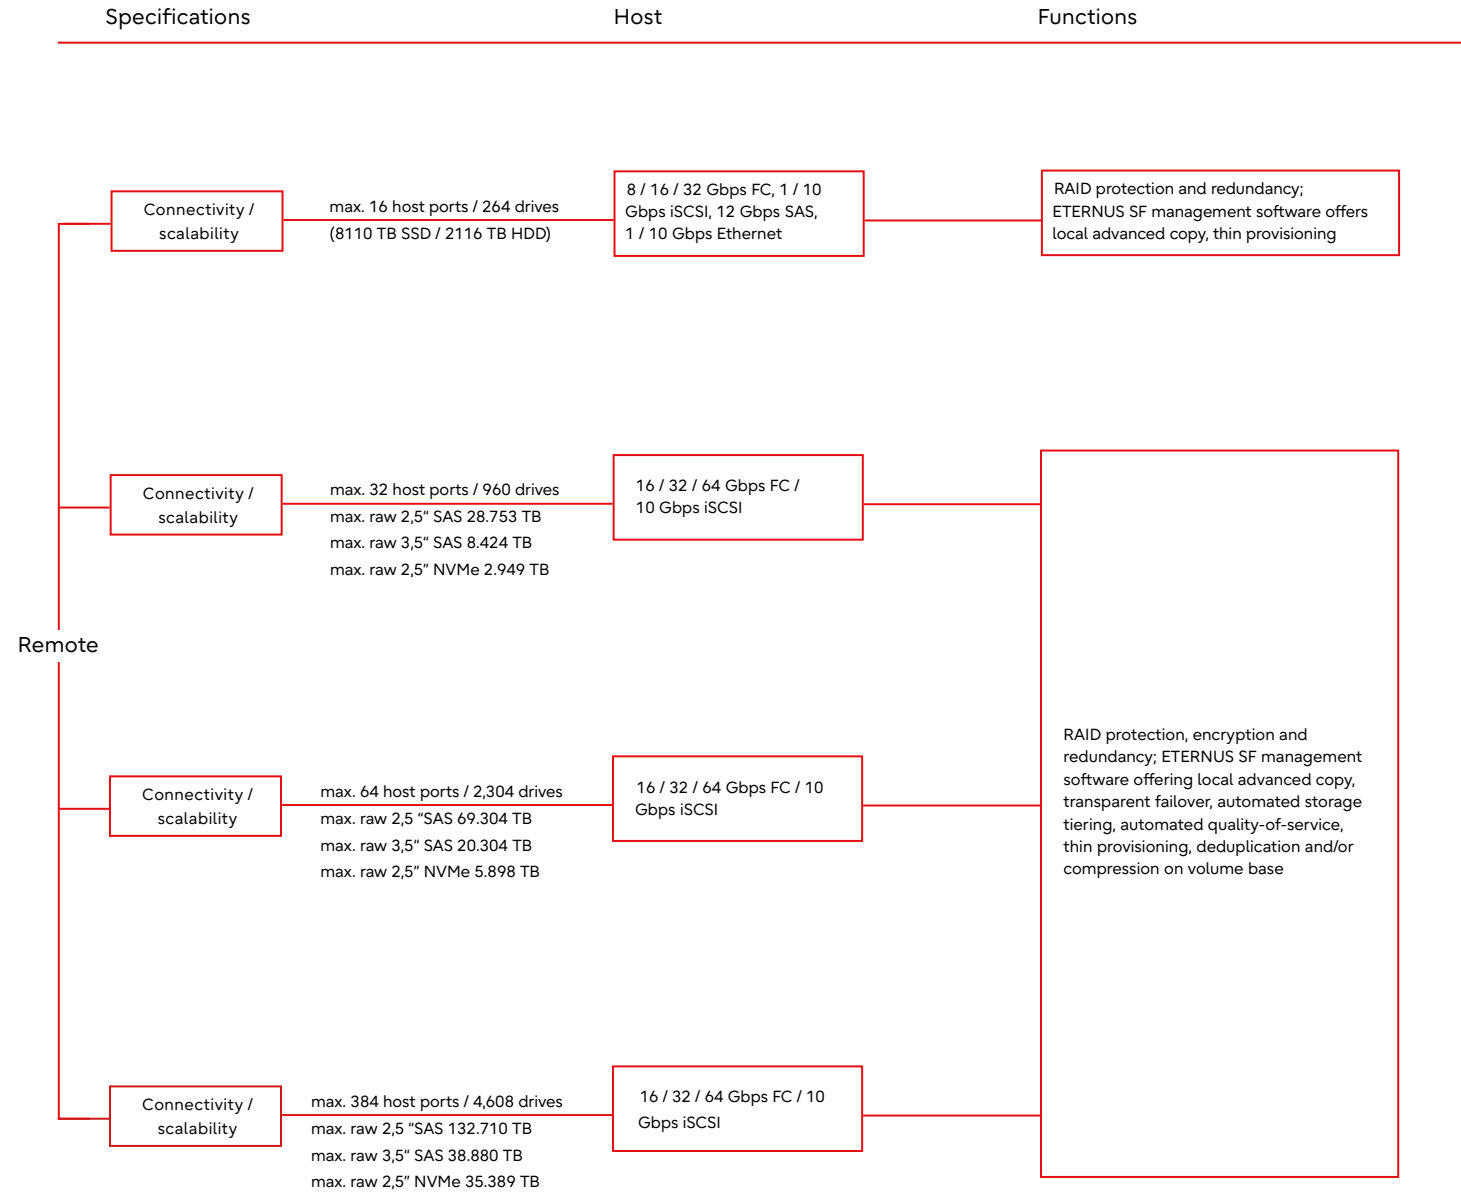 Specifications
Host
Functions
Connectivity /
scalability
max. 16 host ports / 264 drives
(8110 TB SSD / 2116 TB HDD)
8 / 16 / 32 Gbps FC, 1 / 10
Gbps iSCSI, 12 Gbps SAS,
1 / 10 Gbps Ethernet
RAID protection and redundancy;
ETERNUS SF management software offers
local advanced copy, thin provisioning
Connectivity /
scalability
max. 32 host ports / 960 drives
max. raw 2,5“ SAS 28.753 TB
max. raw 3,5“ SAS 8.424 TB
max. raw 2,5” NVMe 2.949 TB
16 / 32 / 64 Gbps FC /
10 Gbps iSCSI
Remote
Connectivity /
scalability
max. 64 host ports / 2,304 drives
max. raw 2,5 “SAS 69.304 TB
max. raw 3,5“ SAS 20.304 TB
max. raw 2,5” NVMe 5.898 TB
16 / 32 / 64 Gbps FC / 10
Gbps iSCSI
RAID protection, encryption and
redundancy; ETERNUS SF management
software offering local advanced copy,
transparent failover, automated storage
tiering, automated quality-of-service,
thin provisioning, deduplication and/or
compression on volume base
Connectivity /
scalability
max. 384 host ports / 4,608 drives
max. raw 2,5 “SAS 132.710 TB
max. raw 3,5“ SAS 38.880 TB
max. raw 2,5” NVMe 35.389 TB
16 / 32 / 64 Gbps FC / 10
Gbps iSCSI